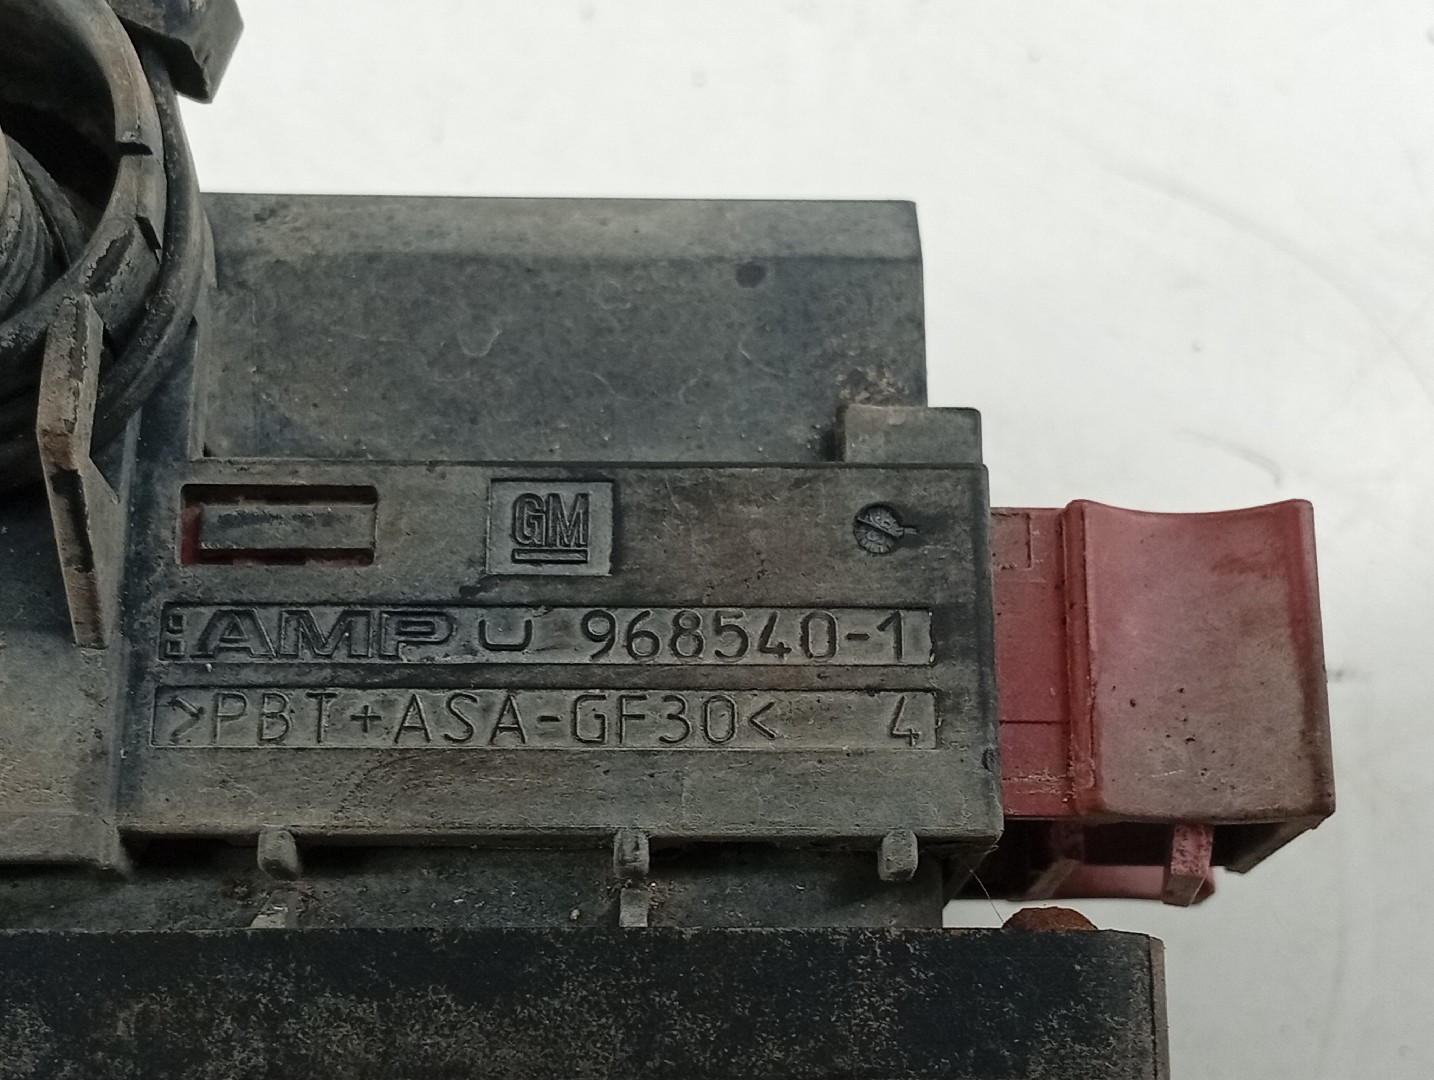 GM
AMP U 968540-1
>PBT+ASA-GF30< 4